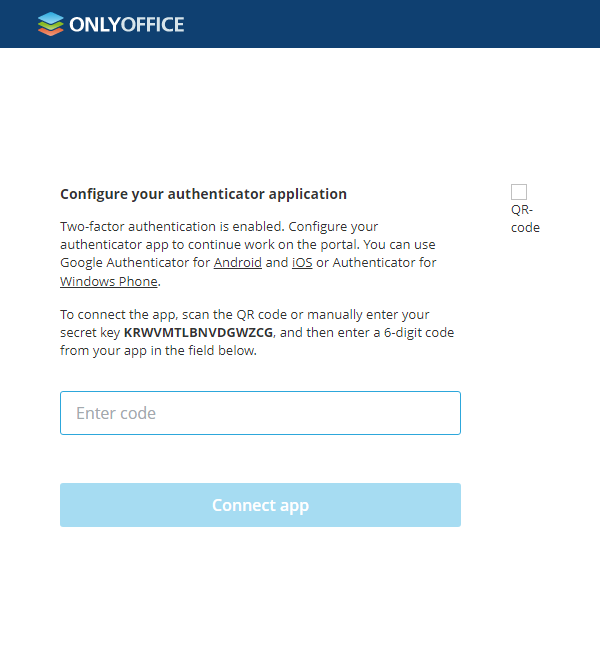 ONLYOFFICE
Configure your authenticator application
Two-factor authentication is enabled. Configure your
authenticator app to continue work on the portal. You can use
Google Authenticator for Android and iOS or Authenticator for
Windows Phone.
To connect the app, scan the QR code or manually enter your
secret key KRWVMTLBNVDGWZCG, and then enter a 6-digit code
from your app in the field below.
Enter code
Connect app
QR-
code